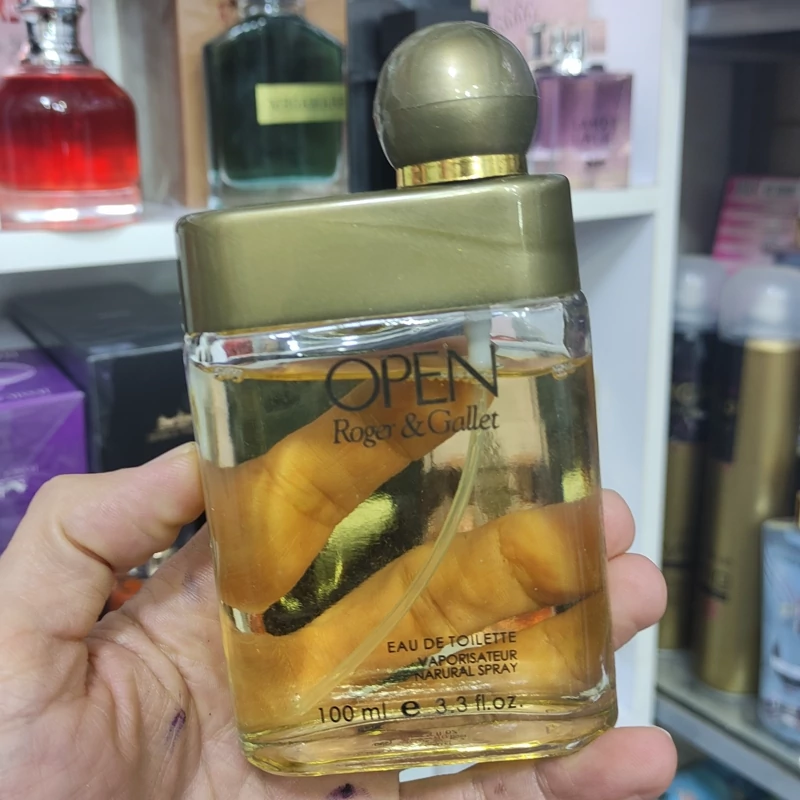 OPEN
Roger & Gallet
EAU DE TOILETTE
VAPORISATEUR
NARURAL SPRAY
100 ml e 3.3 fl.oz.